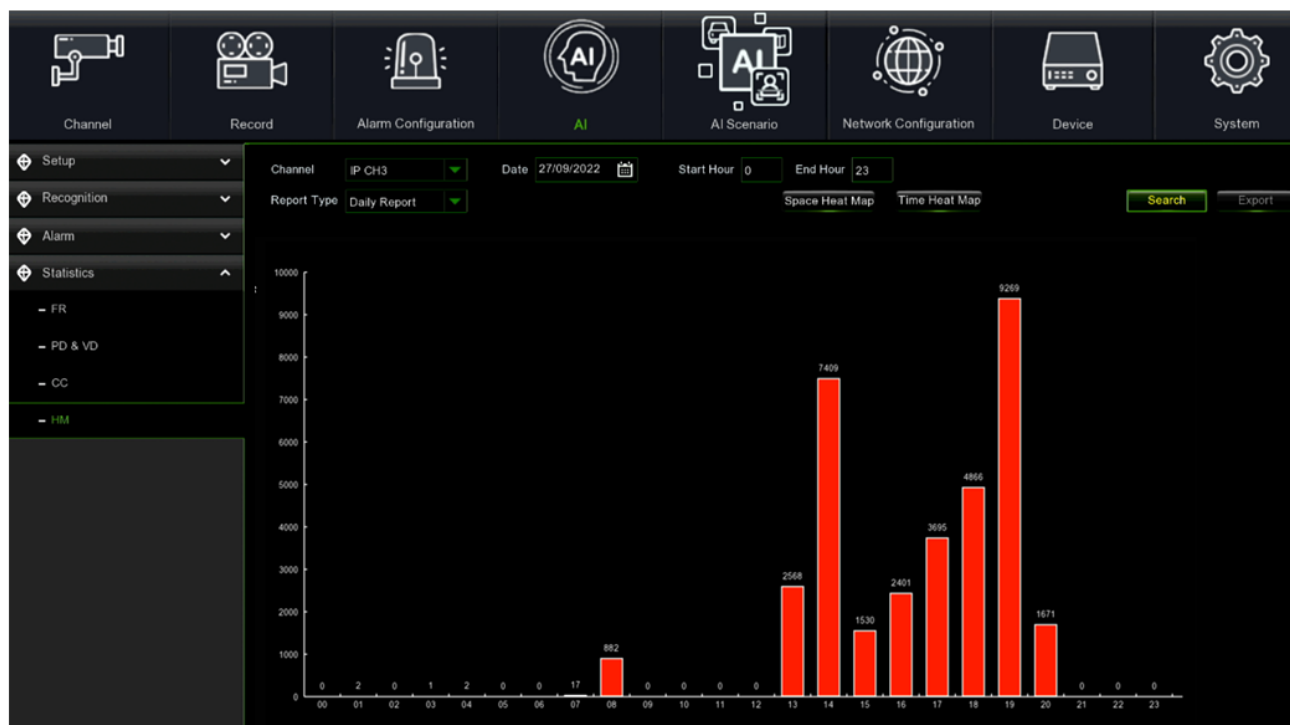 AI
AI
Channel Record Alarm Configuration AI AI Scenario Network Configuration Device System
Setup
Recognition
Alarm
Statistics
FR
PD & VD
CC
HM
Channel IP CH3 Date 27/09/2022 Start Hour 0 End Hour 23
Report Type Daily Report Space Heat Map Time Heat Map Search Export
10000
9000
8000
7000
6000
5000
4000
3000
2000
1000
0
0 2 0 1 2 0 0 17 882 0 0 0 0 2568 7409 1530 2401 3695 4866 9269 1671 0 0 0
00 01 02 03 04 05 06 07 08 09 10 11 12 13 14 15 16 17 18 19 20 21 22 23